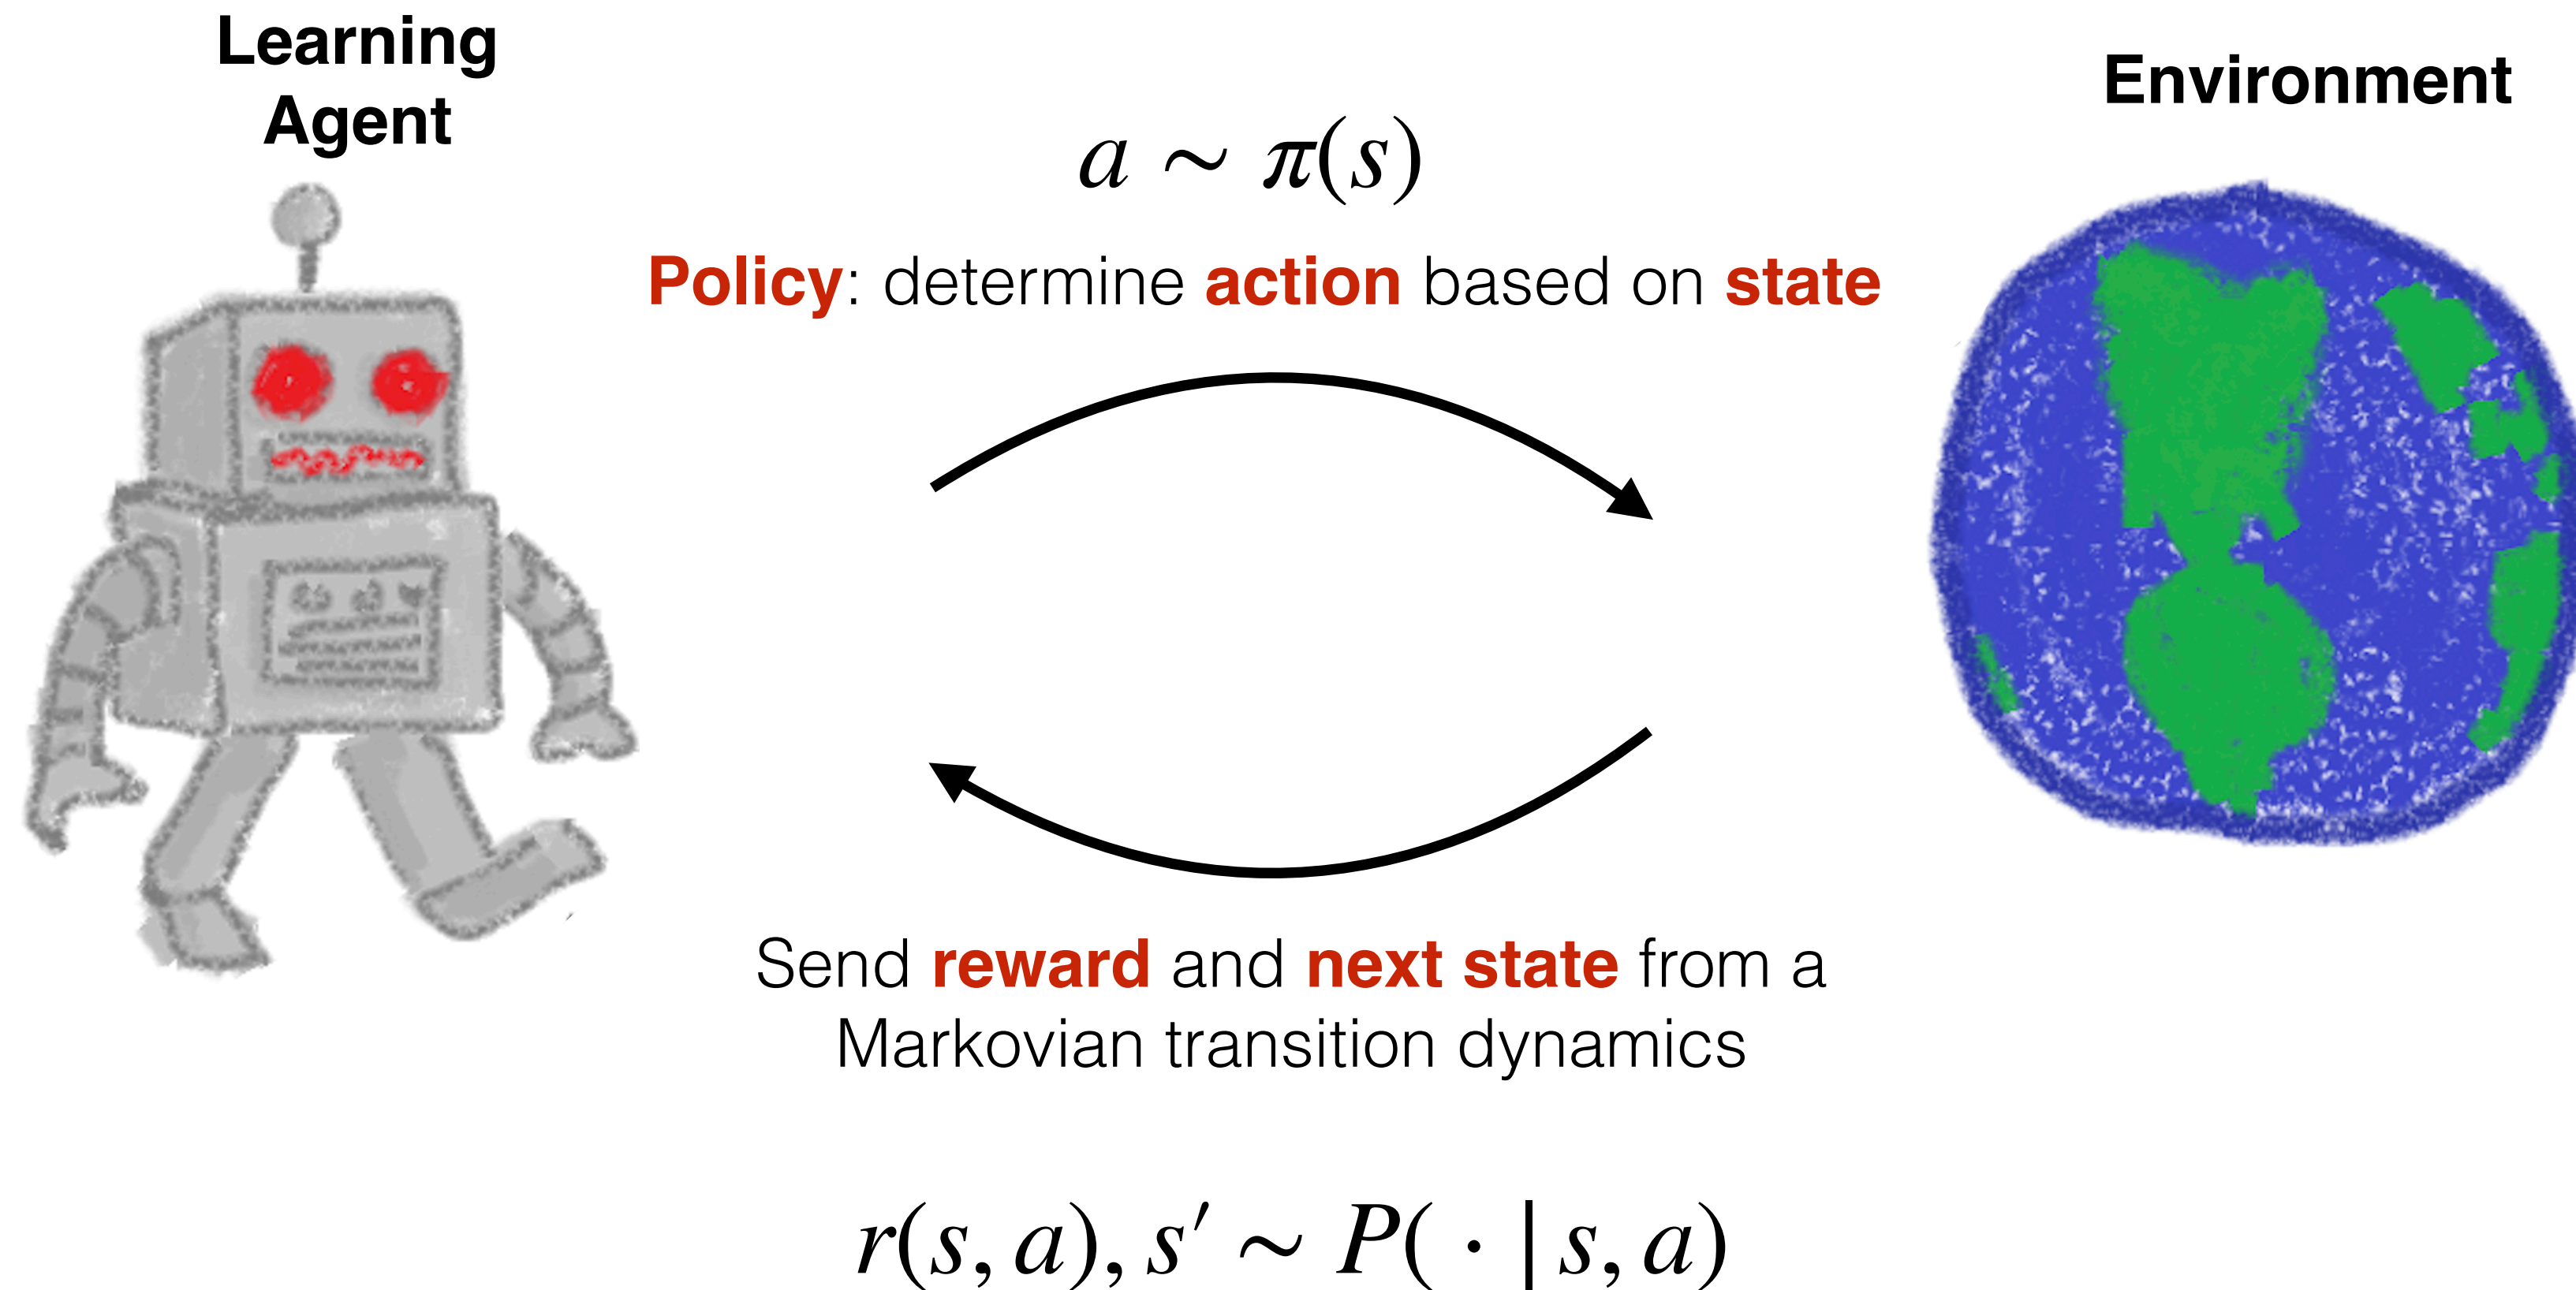 Learning
Agent
Environment
a ∼ π(s)
Policy: determine action based on state
Send reward and next state from a
Markovian transition dynamics
r(s, a), s′ ∼ P( · | s, a)